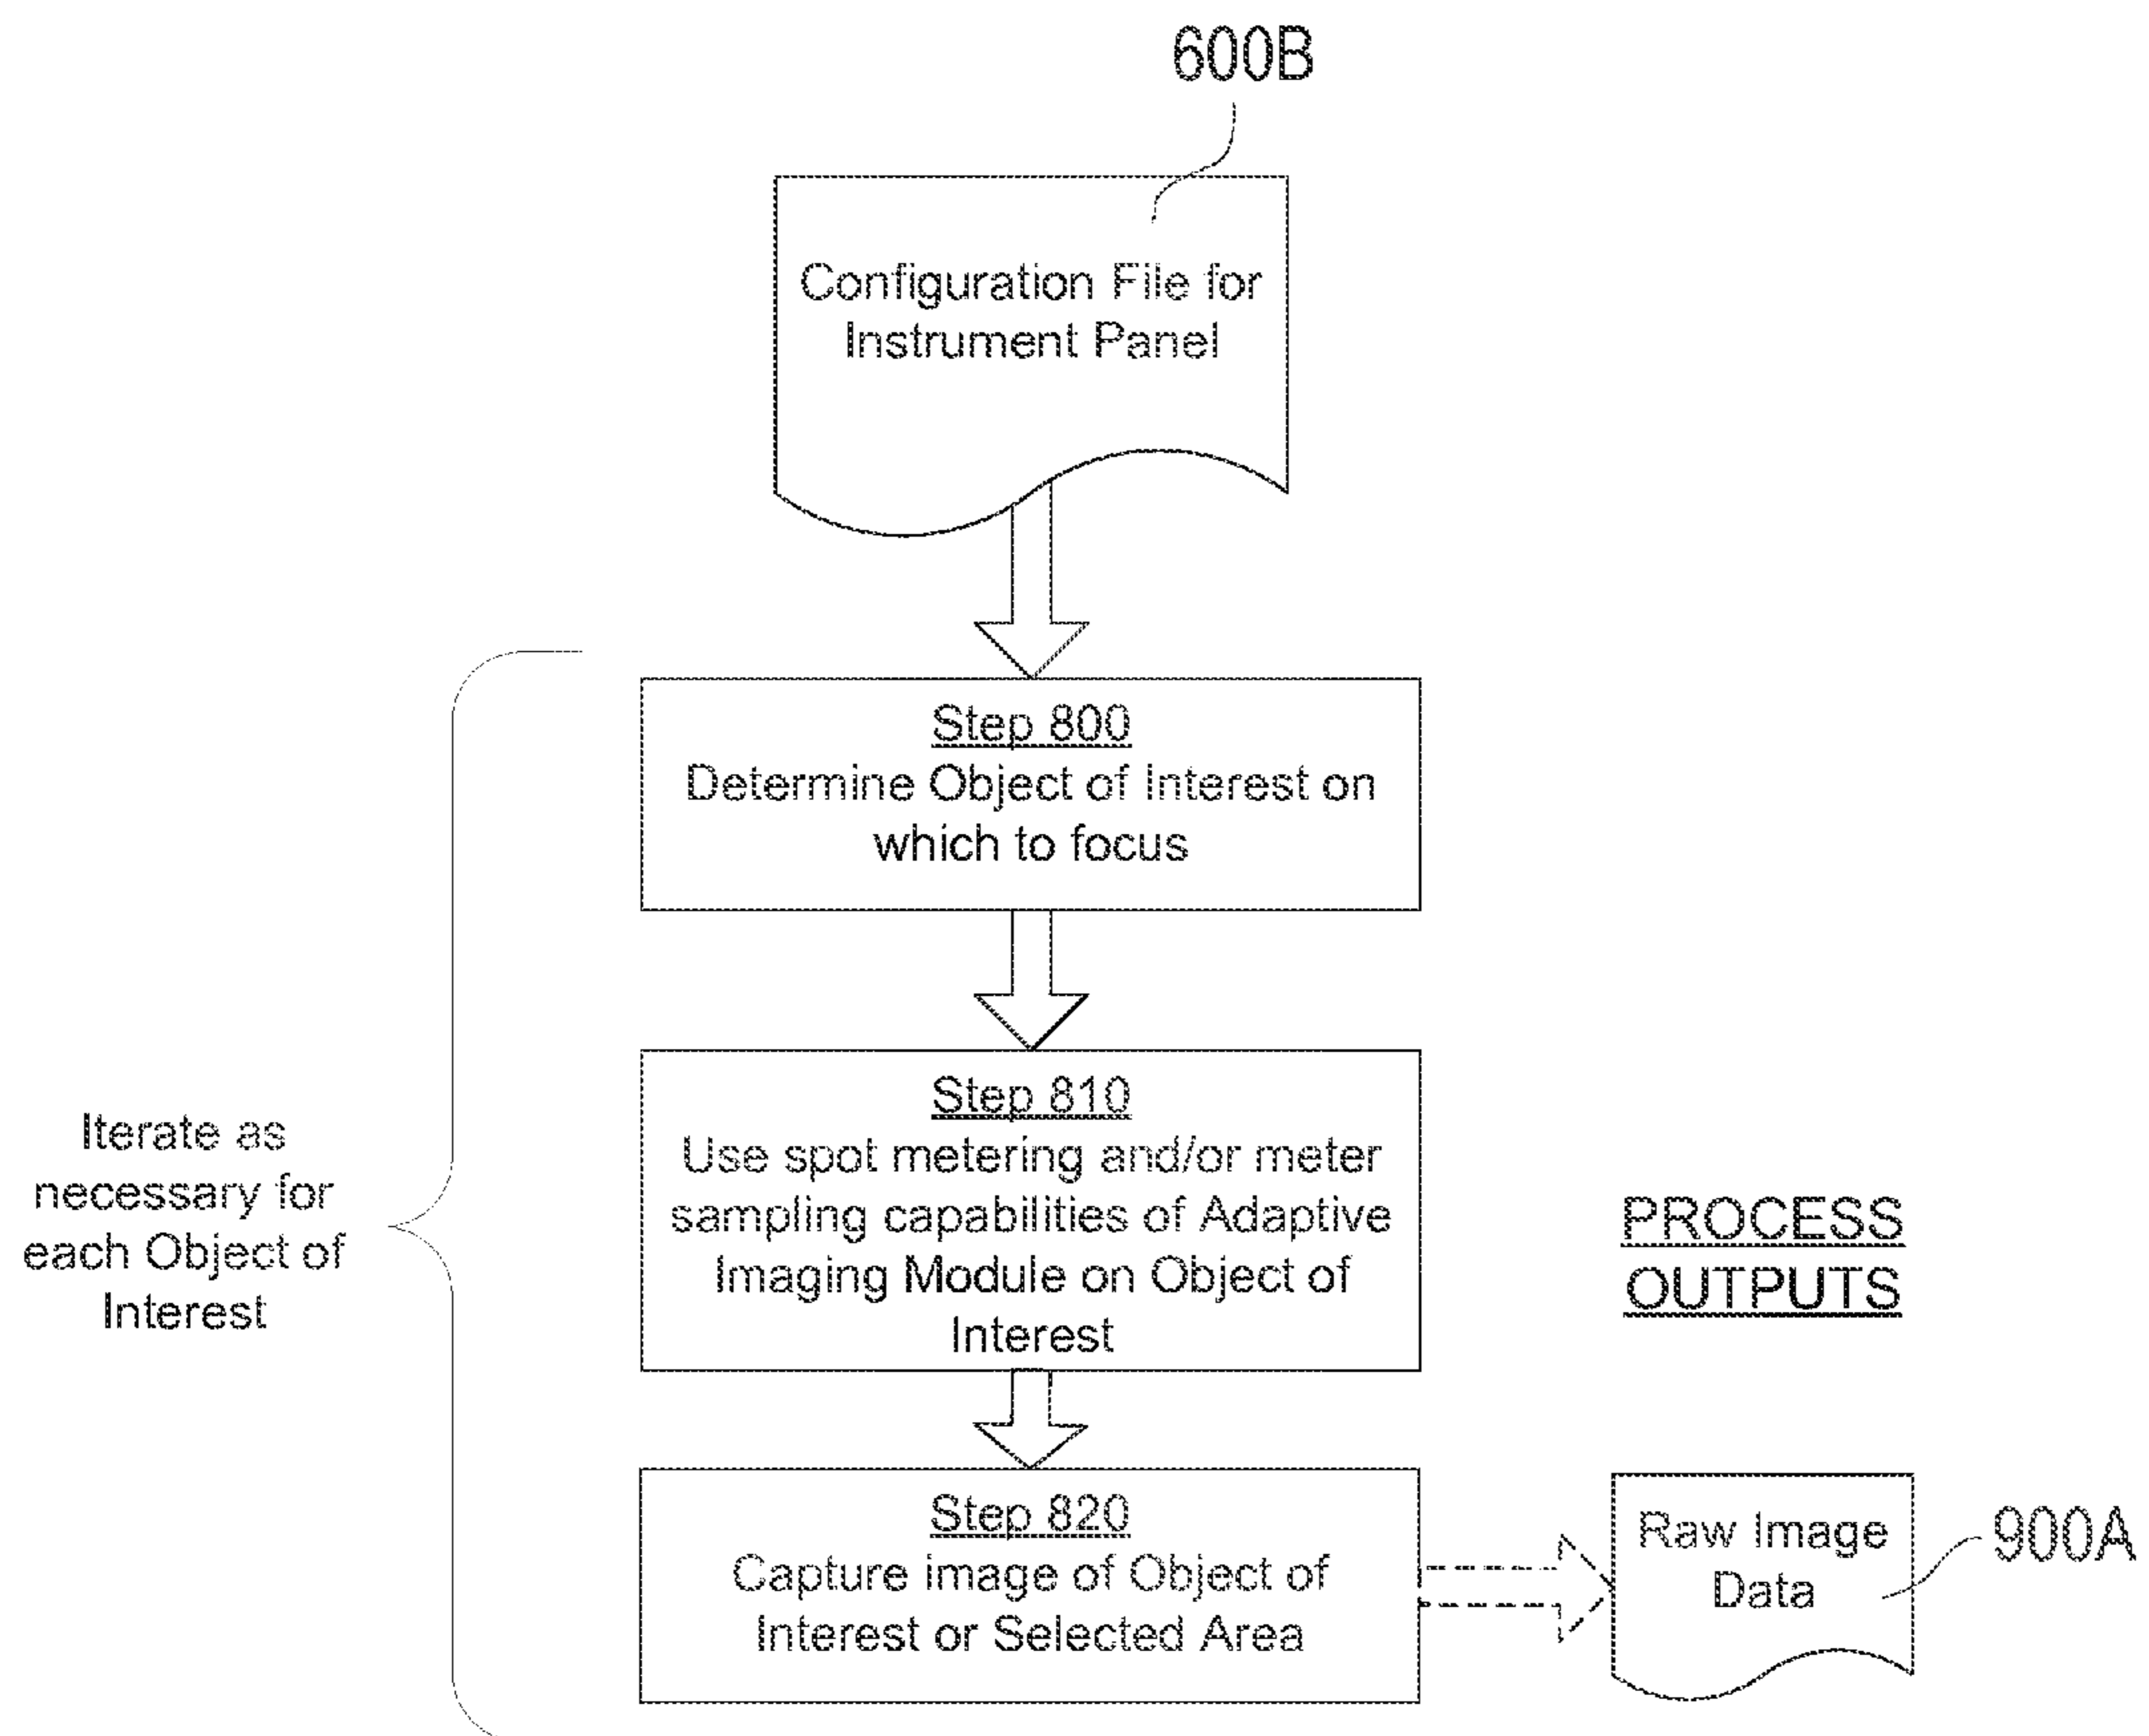 600B
Configuration File for
Instrument Panel
Step 800
Determine Object of Interest on
which to focus
Step 810
Use spot metering and/or meter
sampling capabilities of Adaptive
Imaging Module on Object of
Interest
Iterate as
necessary for
each Object of
Interest
PROCESS
OUTPUTS
Step 820
Capture image of Object of
Interest or Selected Area
Raw Image
Data
900A